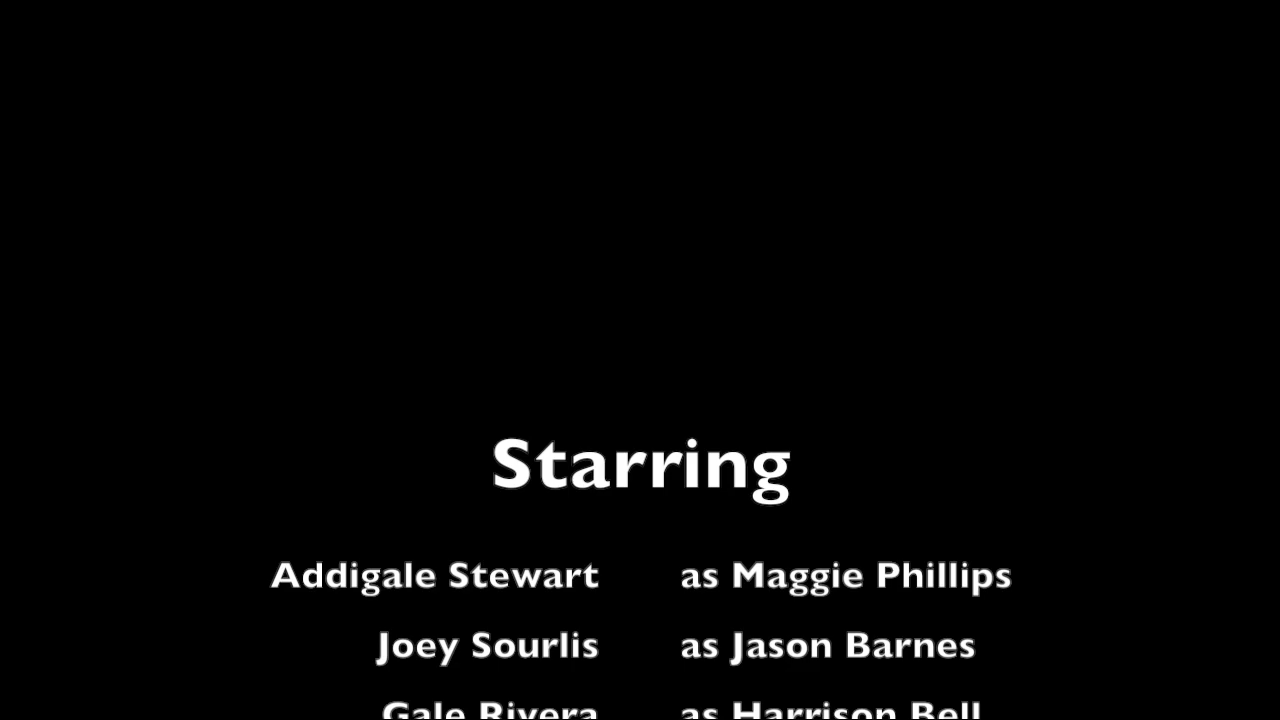 Starring
Addigale Stewart as Maggie Phillips
Joey Sourlis as Jason Barnes
Gale Rivera as Harrison Bell